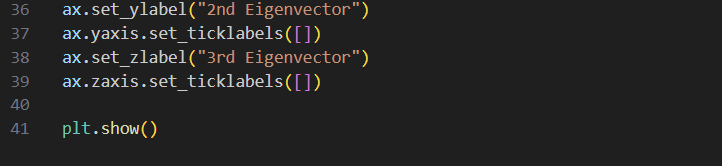 36 ax.set_ylabel("2nd Eigenvector")
37 ax.yaxis.set_ticklabels([])
38 ax.set_zlabel("3rd Eigenvector")
39 ax.zaxis.set_ticklabels([])
40
41 plt.show()